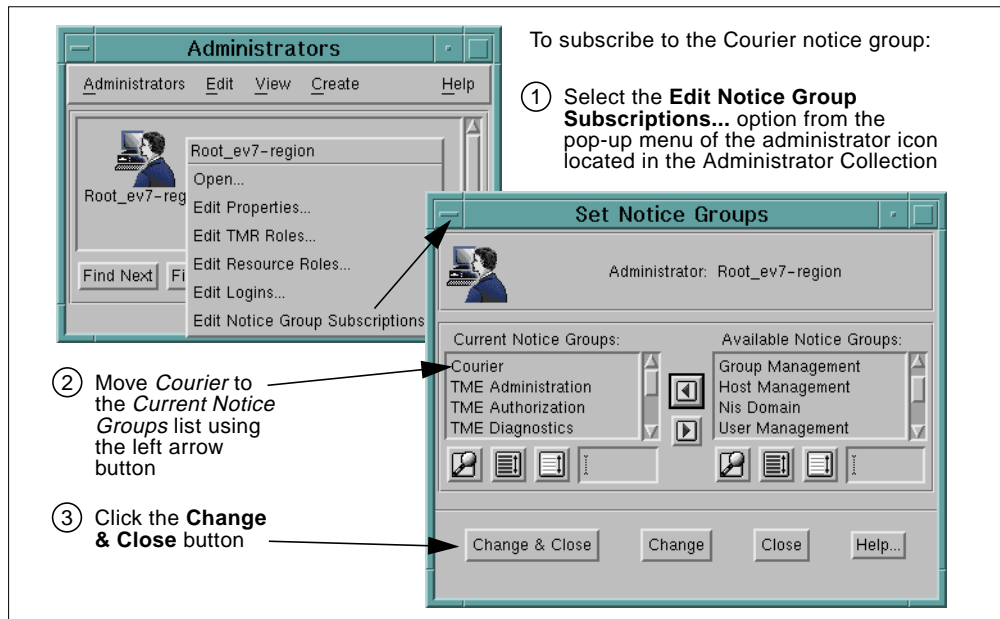 Administrators
Administrators Edit View Create Help
Root_ev7-reg
Root_ev7-region
Open...
Edit Properties...
Edit TMR Roles...
Edit Resource Roles...
Edit Logins...
Edit Notice Group Subscriptions
Find Next Fi
To subscribe to the Courier notice group:
1 Select the Edit Notice Group
Subscriptions... option from the
pop-up menu of the administrator icon
located in the Administrator Collection
Set Notice Groups
Administrator: Root_ev7-region
Current Notice Groups:
Courier
TME Administration
TME Authorization
TME Diagnostics
Available Notice Groups:
Group Management
Host Management
Nis Domain
User Management
2 Move Courier to
the Current Notice
Groups list using
the left arrow
button
3 Click the Change
& Close button
Change & Close Change Close Help...